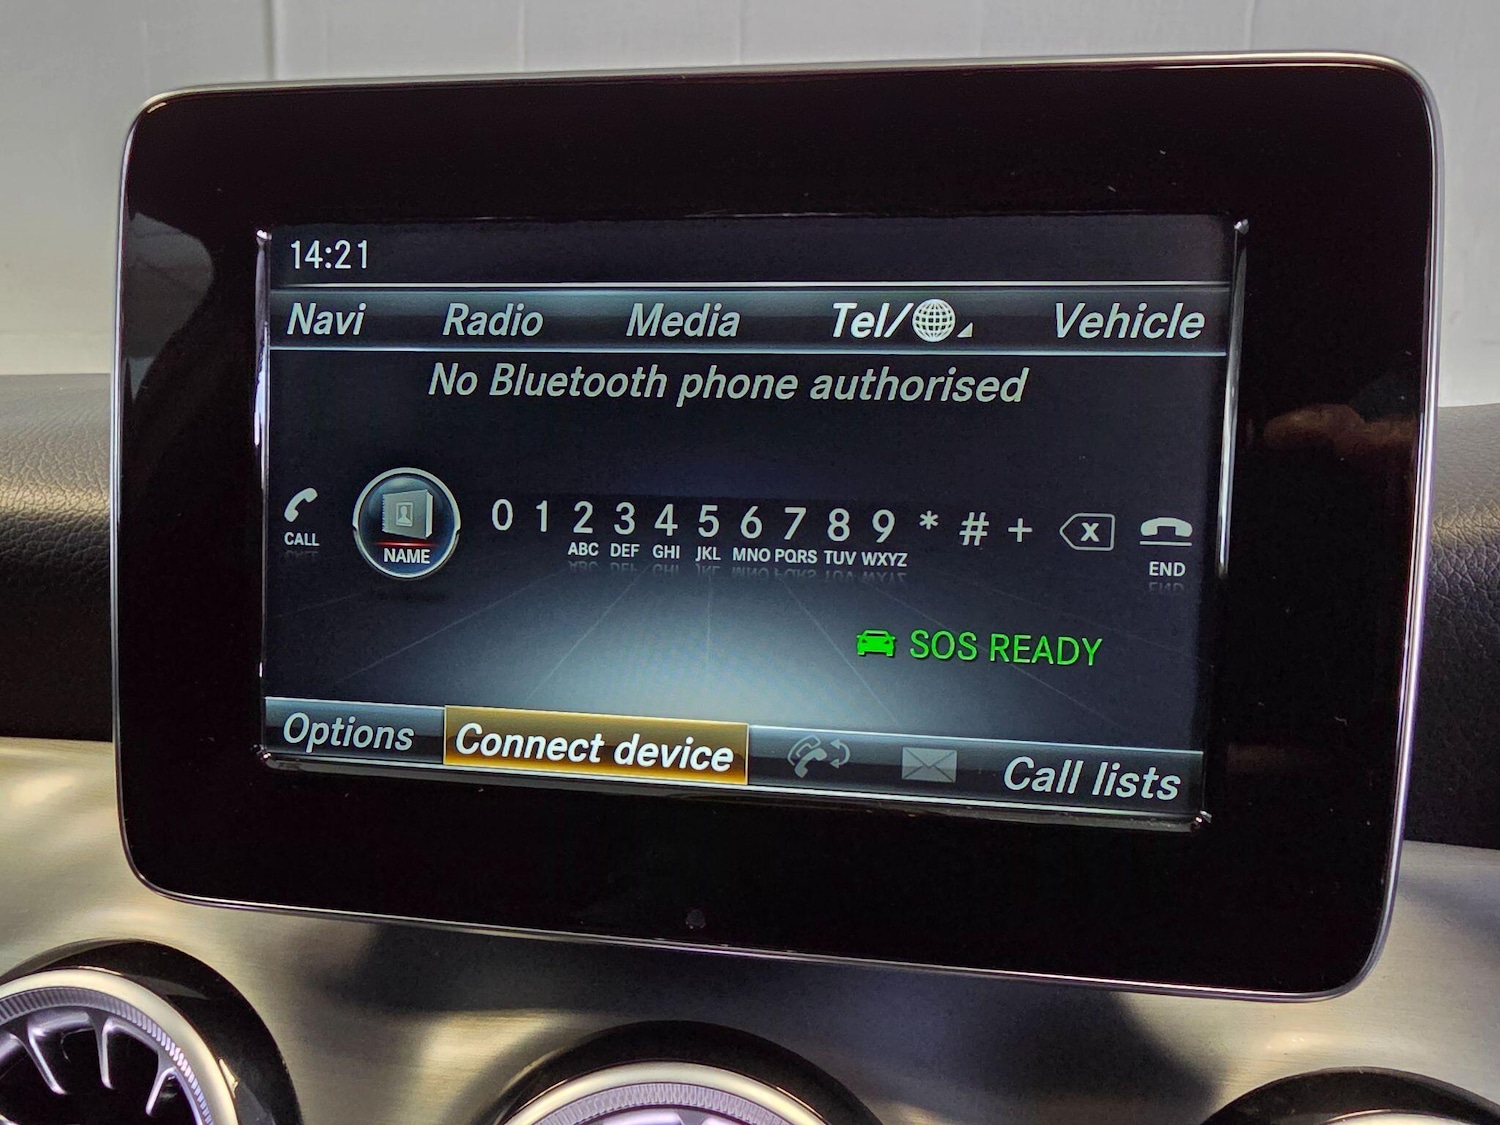 14:21
Navi Radio Media Tel/ Vehicle
No Bluetooth phone authorised
0 1 2 3 4 5 6 7 8 9 * # + x
CALL NAME ABC DEF GHI JKL MNO PQRS TUV WXYZ END
SOS READY
Options Connect device Call lists